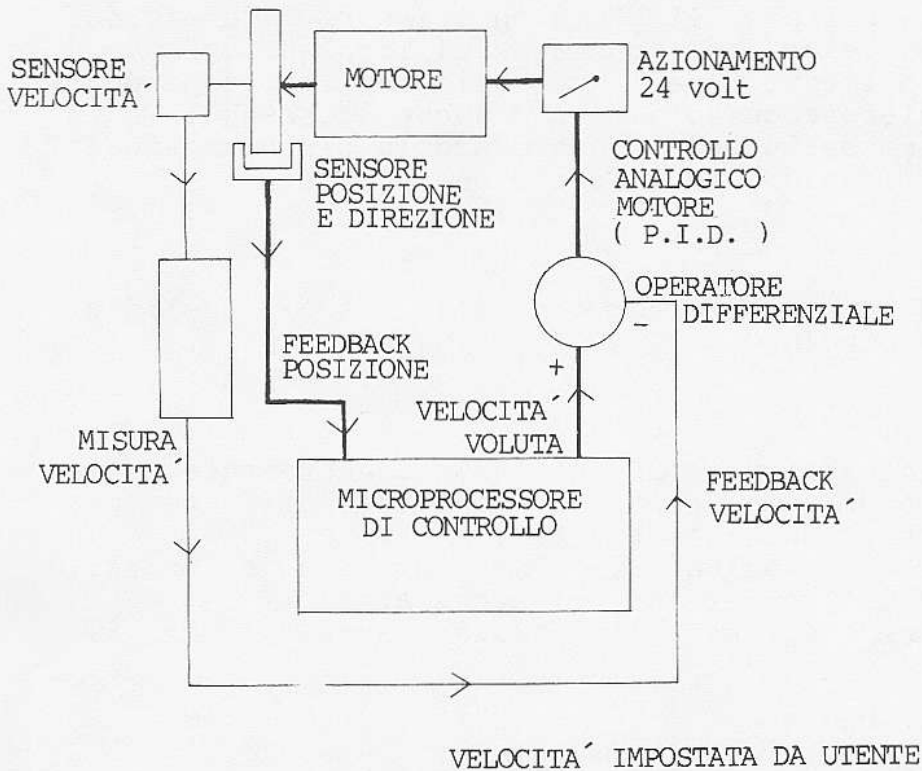 SENSORE
VELOCITA´
MOTORE
AZIONAMENTO
24 volt
SENSORE
POSIZIONE
E DIREZIONE
CONTROLLO
ANALOGICO
MOTORE
( P.I.D. )
OPERATORE
DIFFERENZIALE
-
+
FEEDBACK
POSIZIONE
VELOCITA´
VOLUTA
MISURA
VELOCITA´
MICROPROCESSORE
DI CONTROLLO
FEEDBACK
VELOCITA´
VELOCITA´ IMPOSTATA DA UTENTE